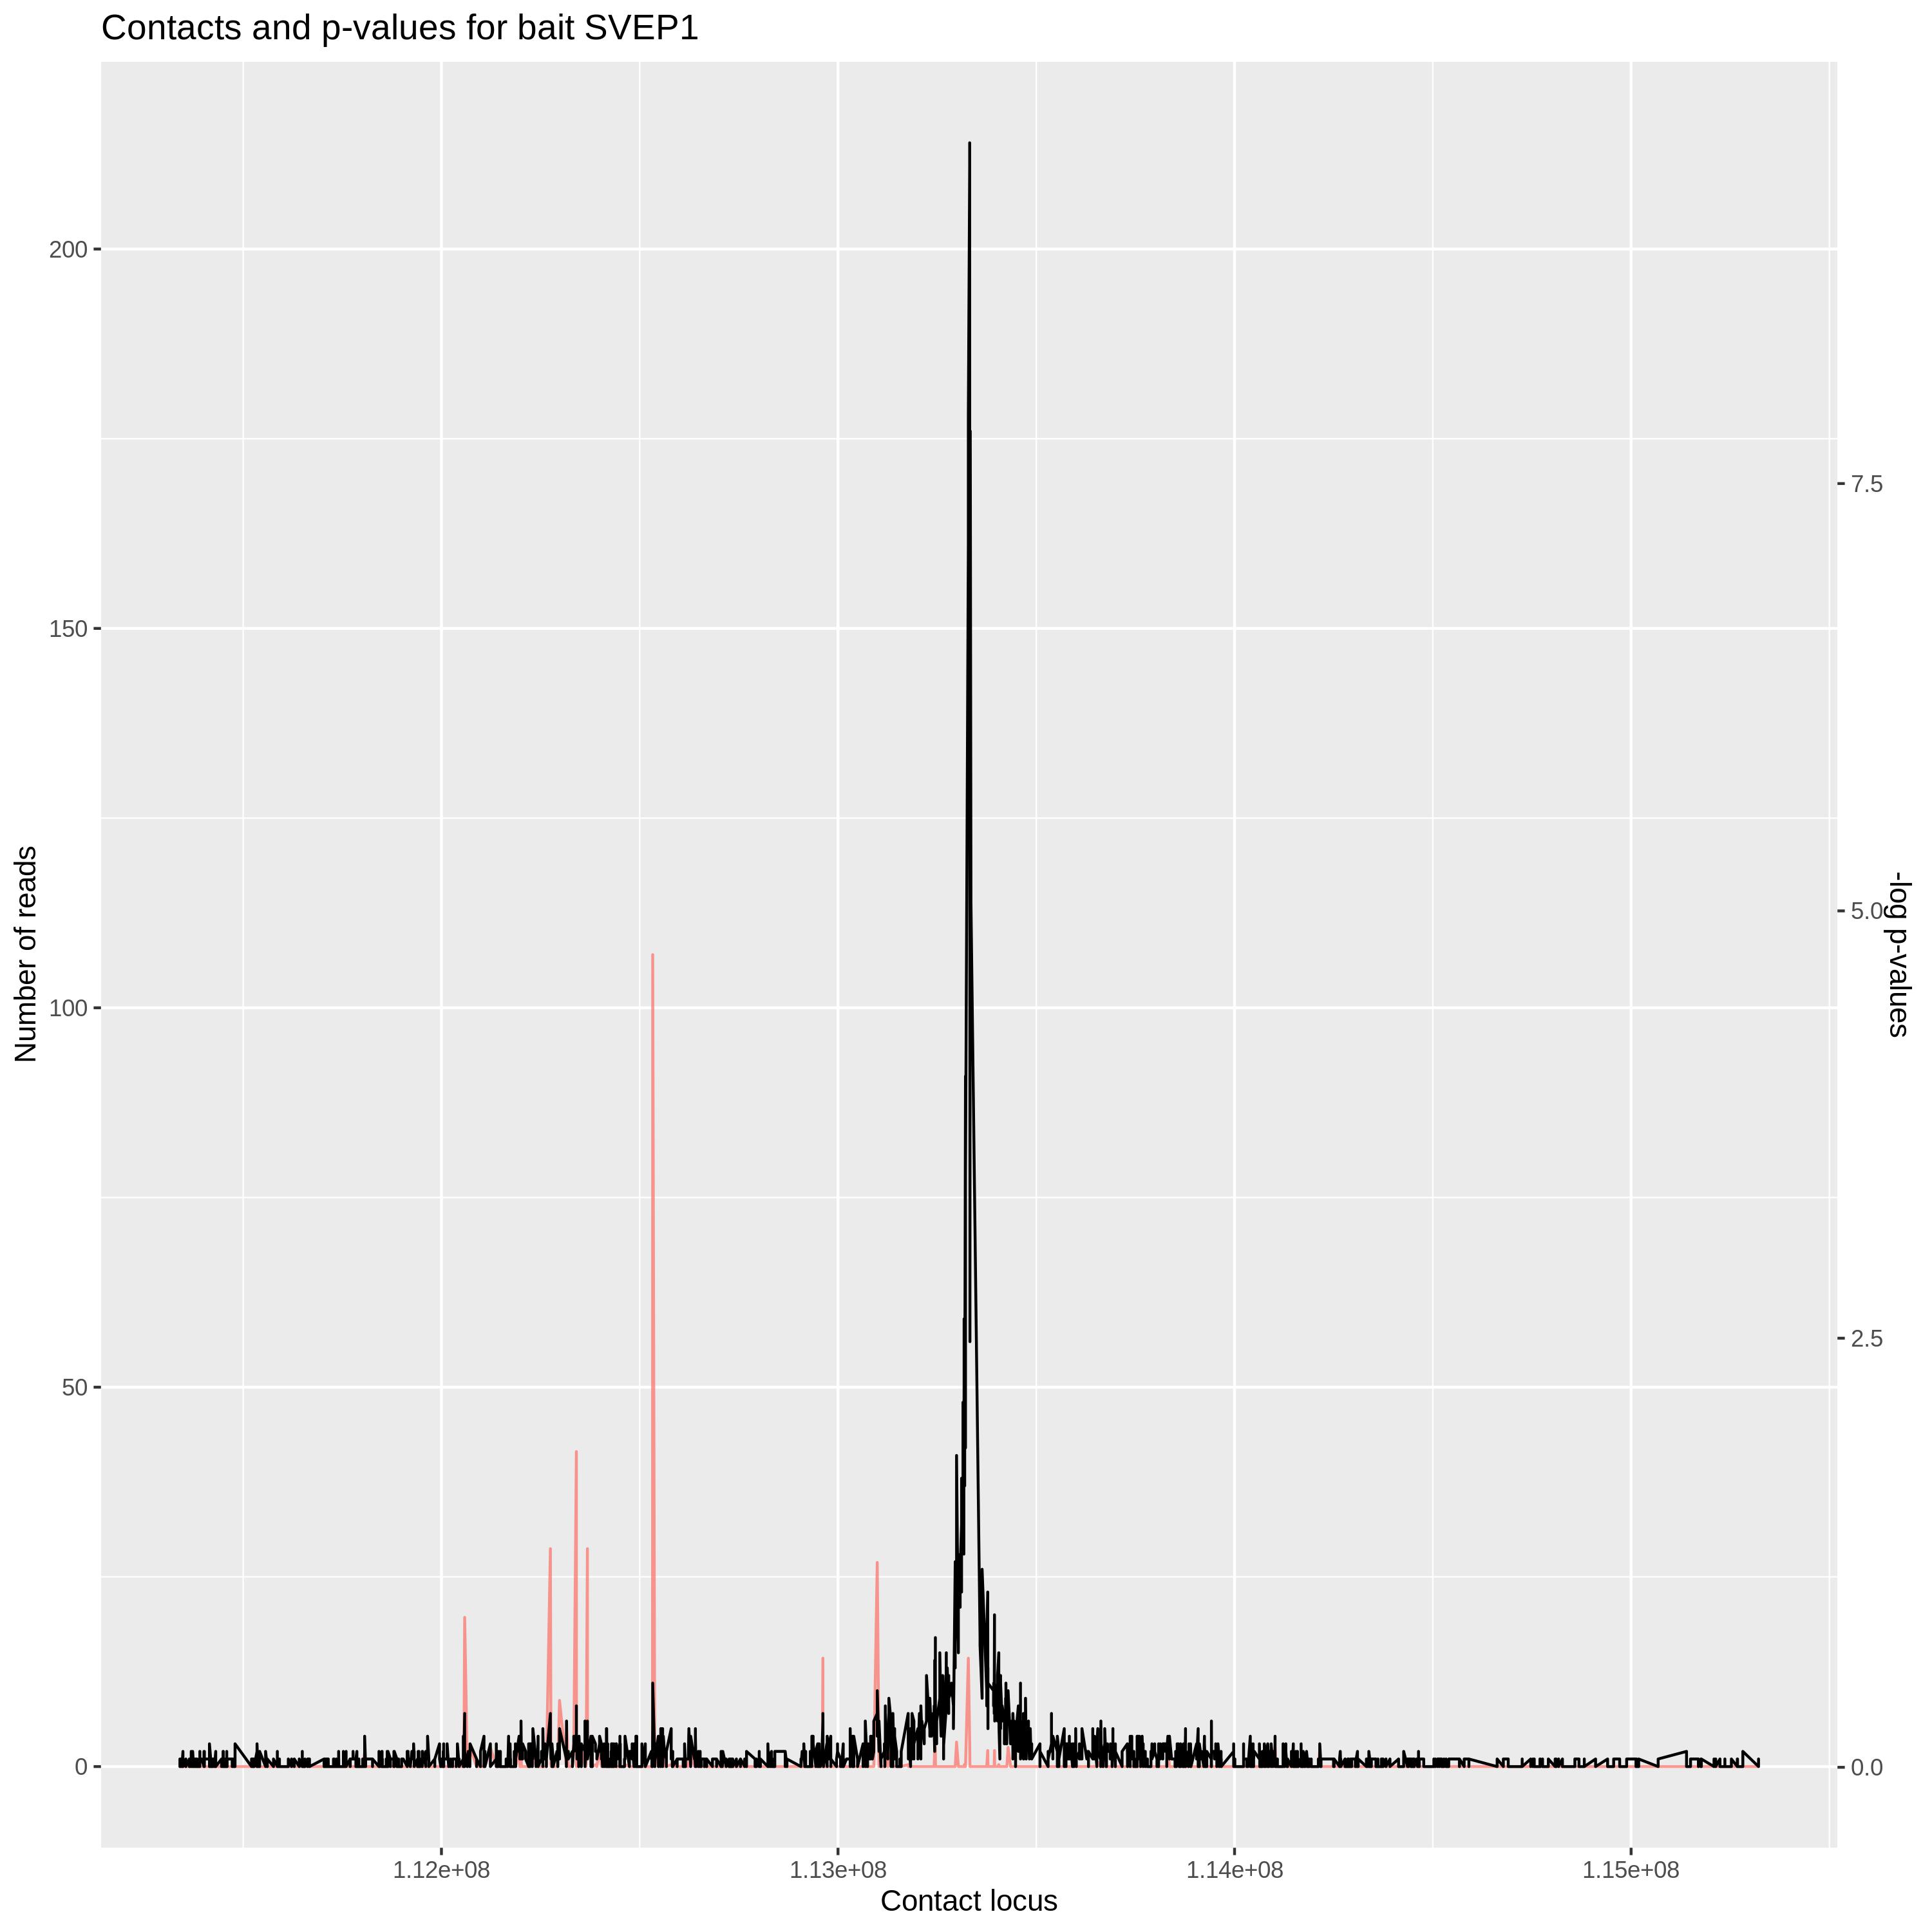 Contacts and p-values for bait SVEP1
Number of reads
200
150
100
50
0
7.5
5.0
2.5
0.0
-log p-values
1.12e+08 1.13e+08 1.14e+08 1.15e+08
Contact locus